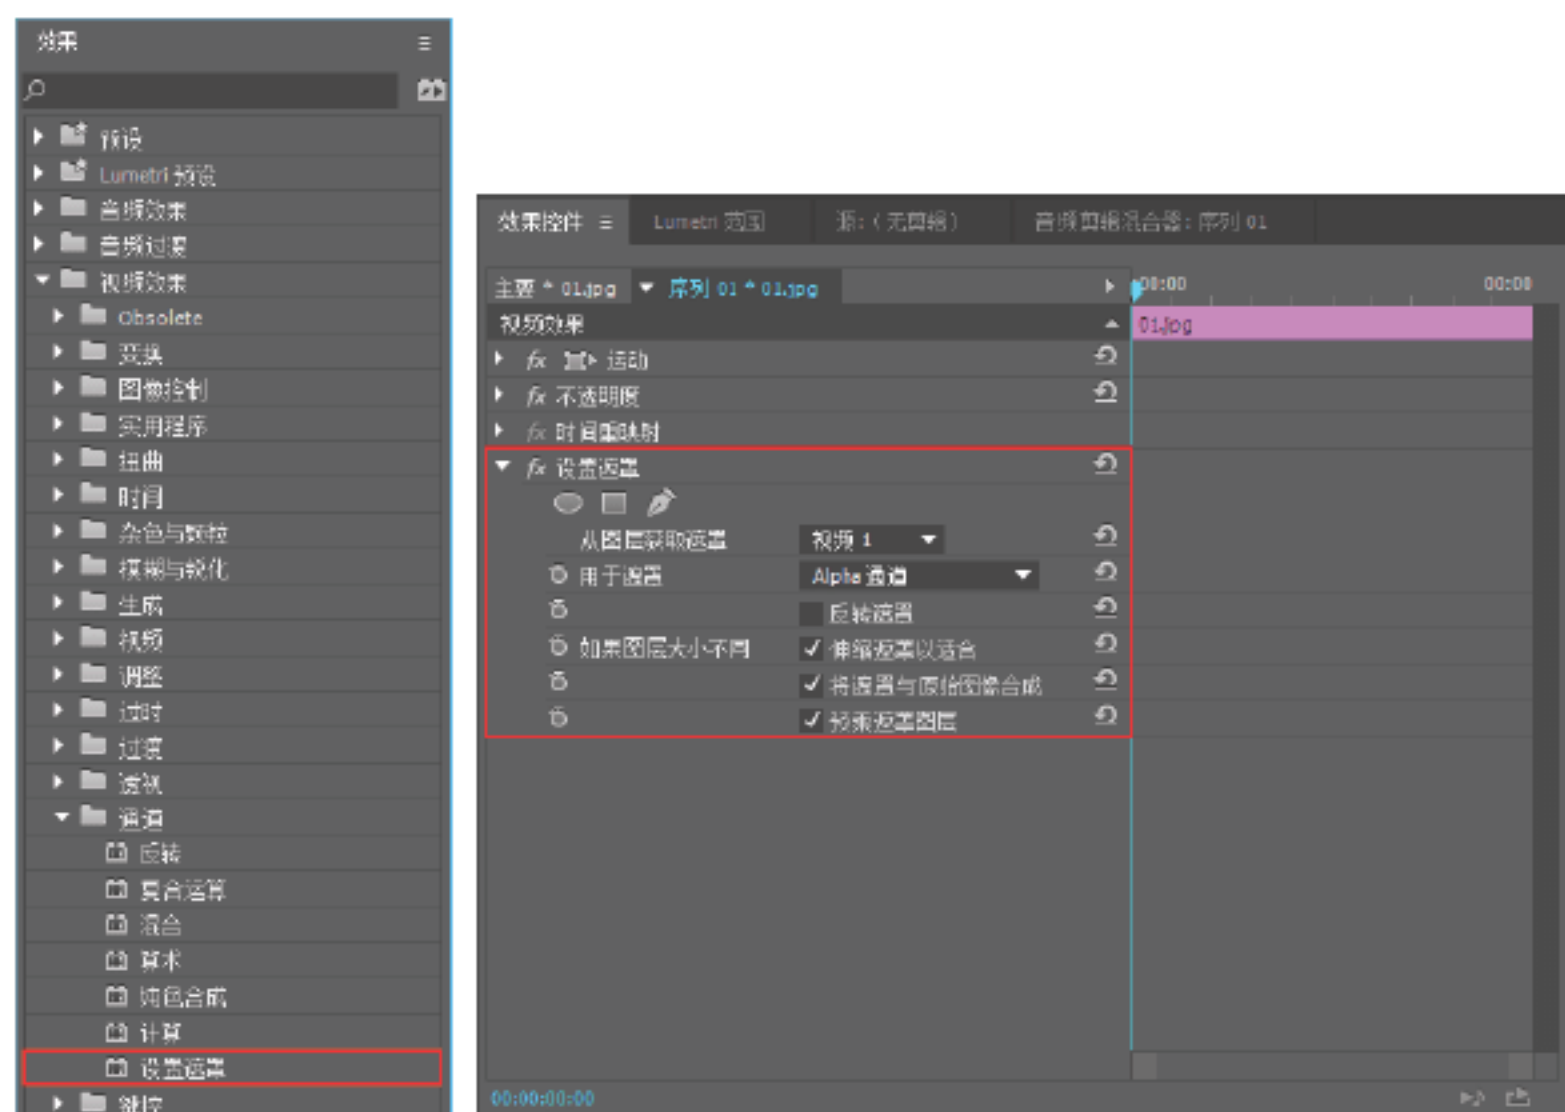 效果
预设
Lumetri 预设
音频效果
音频过渡
视频效果
Obsolete
变换
图像控制
实用程序
扭曲
时间
杂色与颗粒
模糊与锐化
生成
视频
调整
过时
过渡
透视
通道
反转
复合运算
混合
算术
纯色合成
计算
设置遮罩
键控
效果控件 Lumetri 范围 源:（无剪辑） 音频剪辑混合器: 序列 01
主要 * 01.jpg 序列 01 * 01.jpg 00:00 00:00
视频效果 01.jpg
fx 运动
fx 不透明度
fx 时间重映射
fx 设置遮罩
从图层获取遮罩 视频 1
用于遮罩 Alpha 通道
反转遮罩
如果图层大小不同 伸缩遮罩以适合
将遮罩与原始图像合成
预乘遮罩图层
00:00:00:00